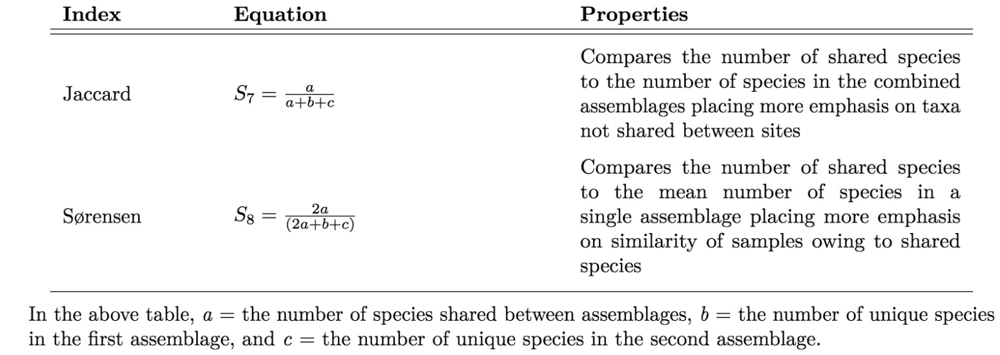 Index Equation Properties
Compares the number of shared species
to the number of species in the combined
Jaccard S₇ = a/(a+b+c)
assemblages placing more emphasis on taxa
not shared between sites
Compares the number of shared species
to the mean number of species in a
Sørensen S₈ = 2a/(2a+b+c)
single assemblage placing more emphasis
on similarity of samples owing to shared
species
In the above table, a = the number of species shared between assemblages, b = the number of unique species
in the first assemblage, and c = the number of unique species in the second assemblage.